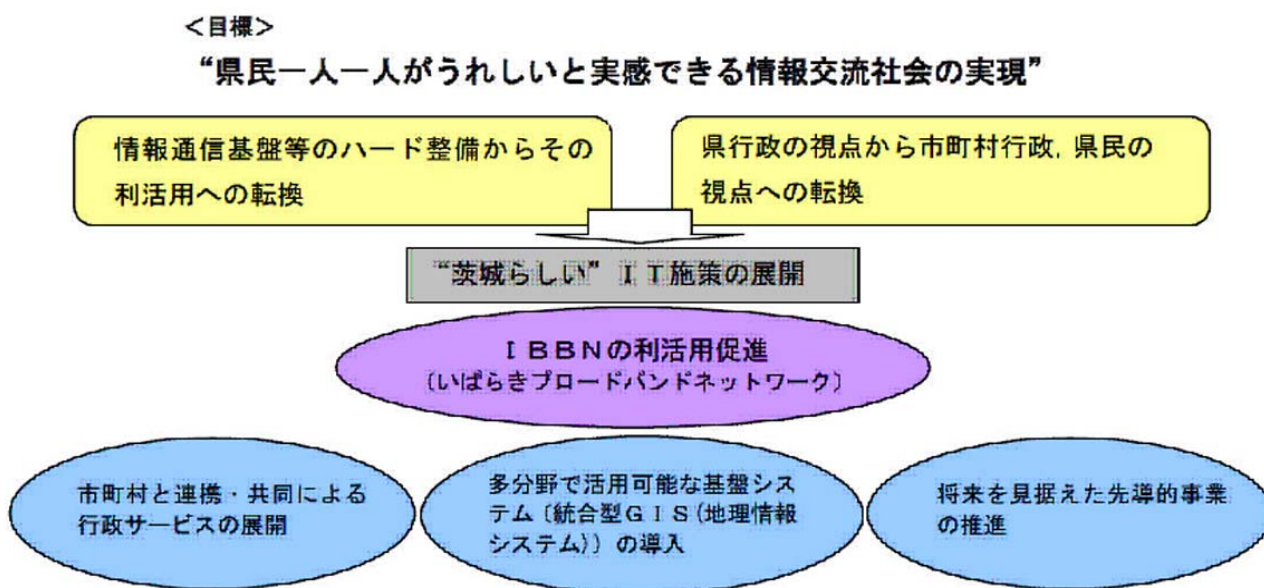 ＜目標＞
“県民一人一人がうれしいと実感できる情報交流社会の実現”
情報通信基盤等のハード整備からその
利活用への転換
県行政の視点から市町村行政，県民の
視点への転換
“茨城らしい”ＩＴ施策の展開
ＩＢＢＮの利活用促進
（いばらきブロードバンドネットワーク）
市町村と連携・共同による
行政サービスの展開
多分野で活用可能な基盤シス
テム（統合型ＧＩＳ(地理情報
システム)）の導入
将来を見据えた先導的事業
の推進